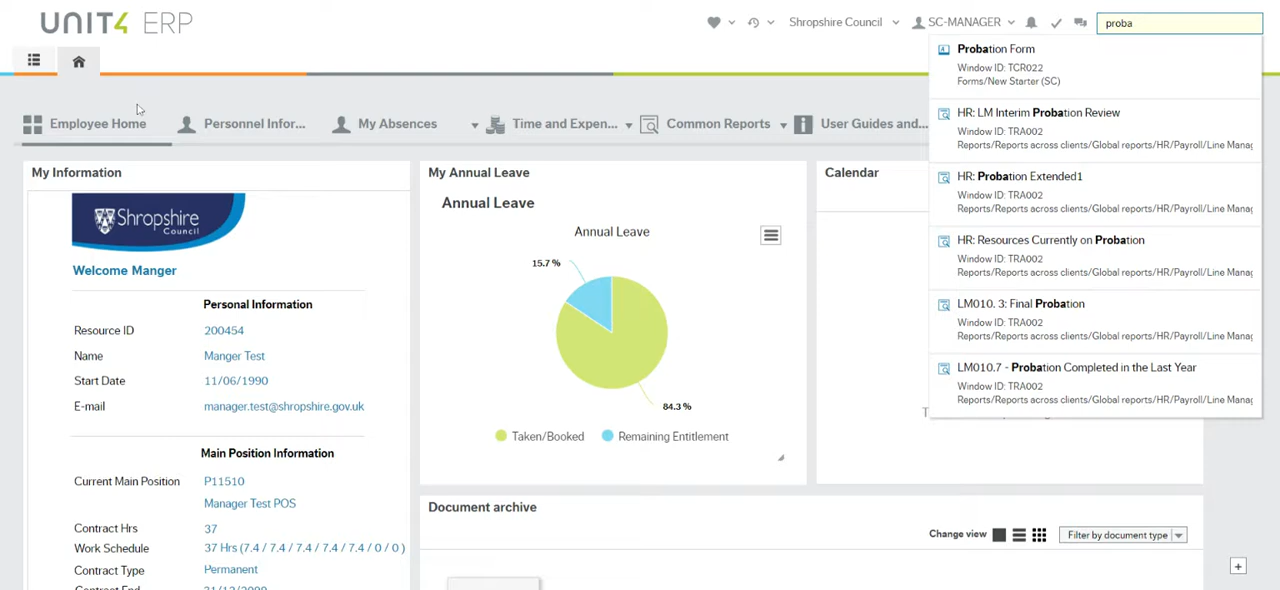 UNIT4 ERP
Shropshire Council
SC-MANAGER
proba
Employee Home
Personnel Infor...
My Absences
Time and Expen...
Common Reports
User Guides and...
Probation Form
Window ID: TCR022
Forms/New Starter (SC)
HR: LM Interim Probation Review
Window ID: TRA002
Reports/Reports across clients/Global reports/HR/Payroll/Line Manag
HR: Probation Extended1
Window ID: TRA002
Reports/Reports across clients/Global reports/HR/Payroll/Line Manag
HR: Resources Currently on Probation
Window ID: TRA002
Reports/Reports across clients/Global reports/HR/Payroll/Line Manag
LM010. 3: Final Probation
Window ID: TRA002
Reports/Reports across clients/Global reports/HR/Payroll/Line Manag
LM010.7 - Probation Completed in the Last Year
Window ID: TRA002
Reports/Reports across clients/Global reports/HR/Payroll/Line Manag
My Information
Shropshire
Council
Welcome Manger
Personal Information
Resource ID 200454
Name Manger Test
Start Date 11/06/1990
E-mail manager.test@shropshire.gov.uk
Main Position Information
Current Main Position P11510
Manager Test POS
Contract Hrs 37
Work Schedule 37 Hrs (7.4 / 7.4 / 7.4 / 7.4 / 7.4 / 0 / 0 )
Contract Type Permanent
Contract End 31/12/2099
My Annual Leave
Annual Leave
Annual Leave
15.7 %
84.3 %
Taken/Booked
Remaining Entitlement
Calendar
Document archive
Change view
Filter by document type